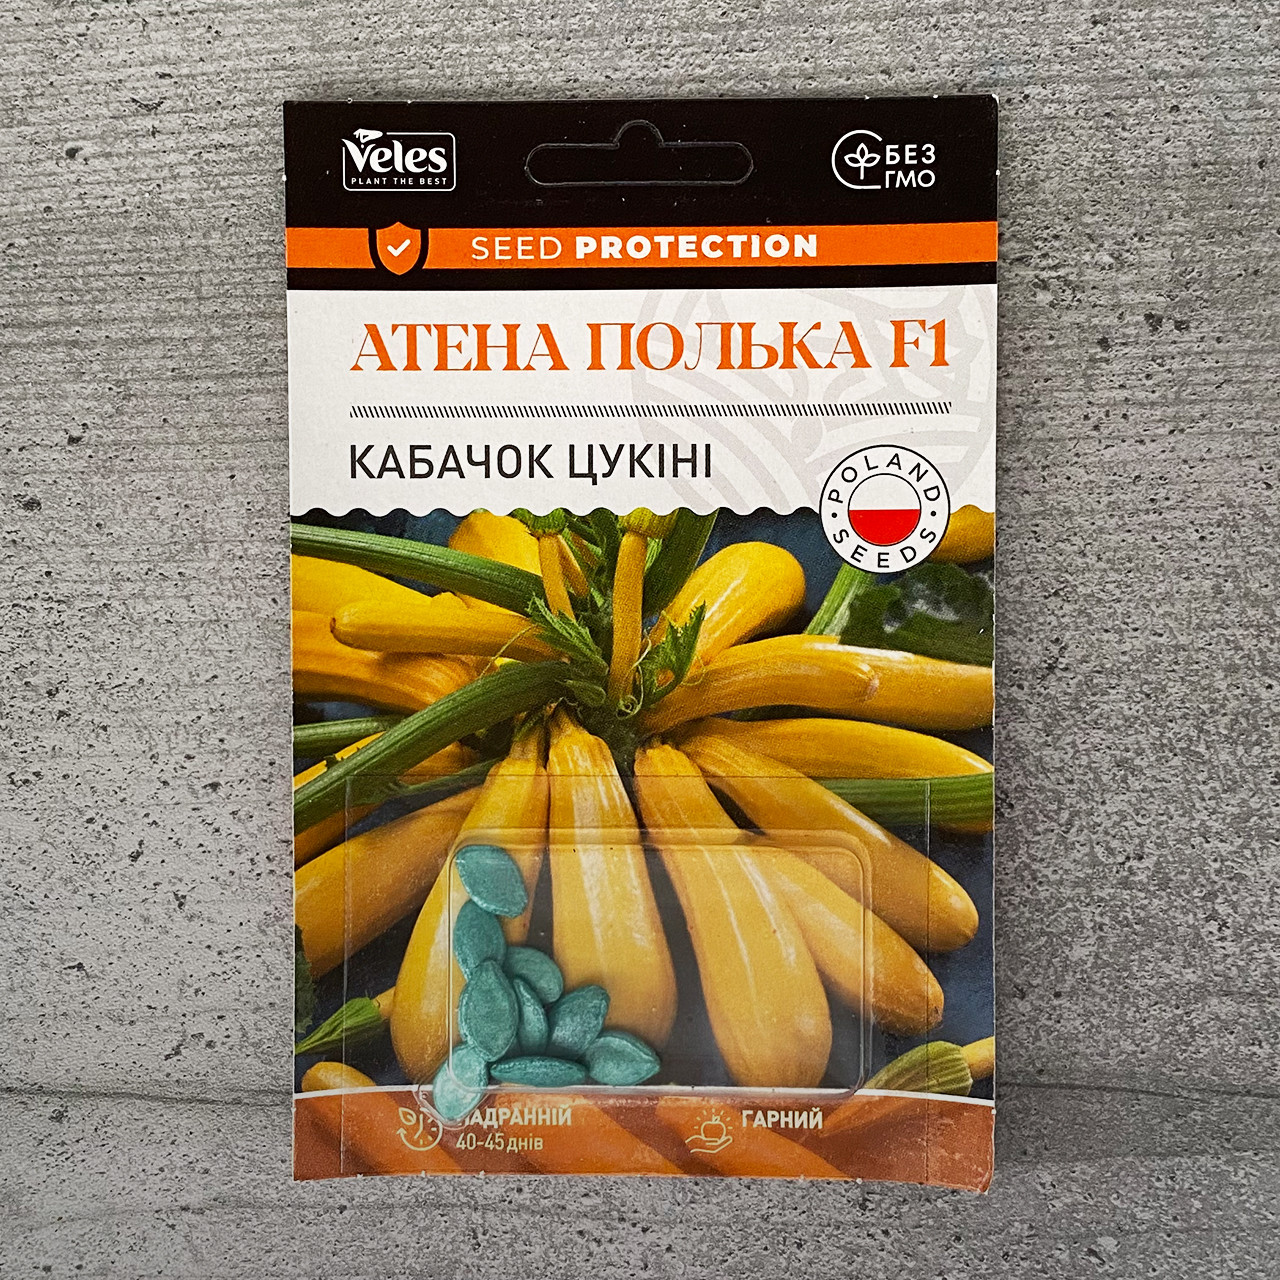 Veles
PLANT THE BEST
БЕЗ
ГМО
SEED PROTECTION
АТЕНА ПОЛЬКА F1
КАБАЧОК ЦУКІНІ
POLAND
SEEDS
40-45 днів
ГАРНИЙ